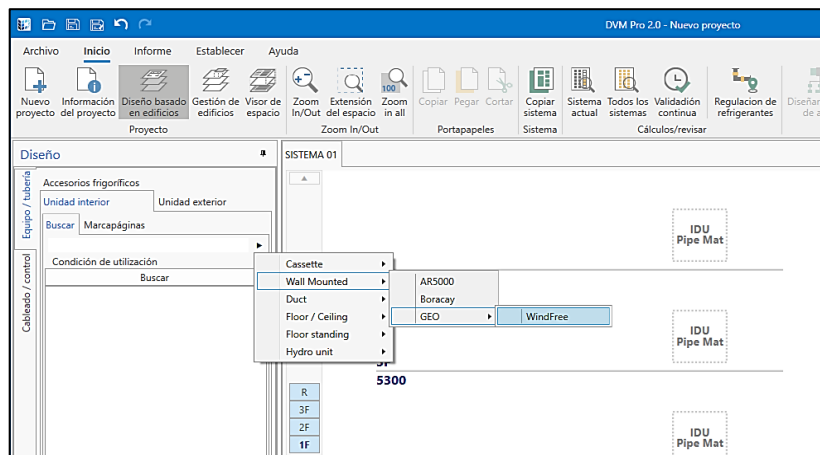 DVM Pro 2.0 - Nuevo proyecto
Archivo Inicio Informe Establecer Ayuda
100
Nuevo proyecto
Información del proyecto
Diseño basado en edificios
Gestión de edificios
Visor de espacio
Zoom In/Out
Extensión del espacio
Zoom in all
Copiar Pegar Cortar
Copiar sistema
Sistema actual
Todos los sistemas
Validadión continua
Regulacion de refrigerantes
Diseñar de a
Proyecto Zoom In/Out Portapapeles Sistema Cálculos/revisar
Diseño
SISTEMA 01
Equipo / tubería
Cableado / control
Accesorios frigoríficos
Unidad interior Unidad exterior
Buscar Marcapáginas
Condición de utilización
Buscar
Cassette
Wall Mounted
Duct
Floor / Ceiling
Floor standing
Hydro unit
AR5000
Boracay
GEO
WindFree
IDU
Pipe Mat
IDU
Pipe Mat
5300
R
3F
2F
1F
IDU
Pipe Mat